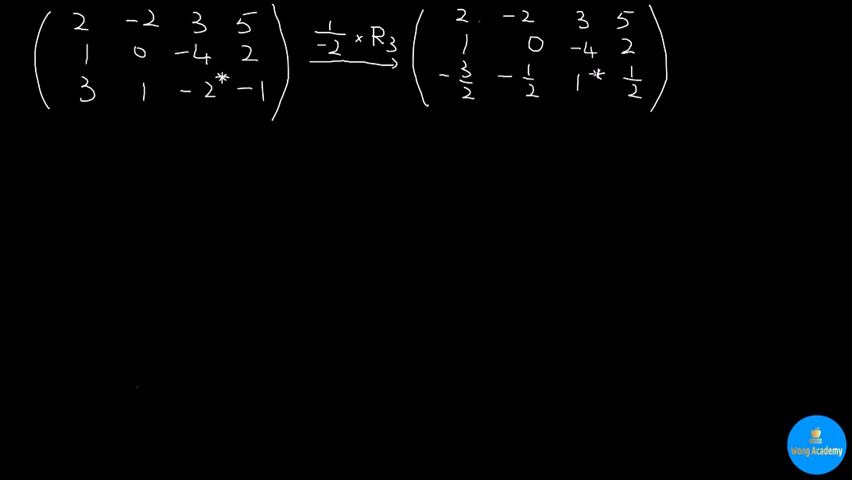 ( 2 -2 3 5 ) 1/-2 × R₃ ( 2 -2 3 5 )
( 1 0 -4 2 ) ⟶ ( 1 0 -4 2 )
( 3 1 -2* -1 ) ( -3/2 -1/2 1* 1/2 )
Wong Academy